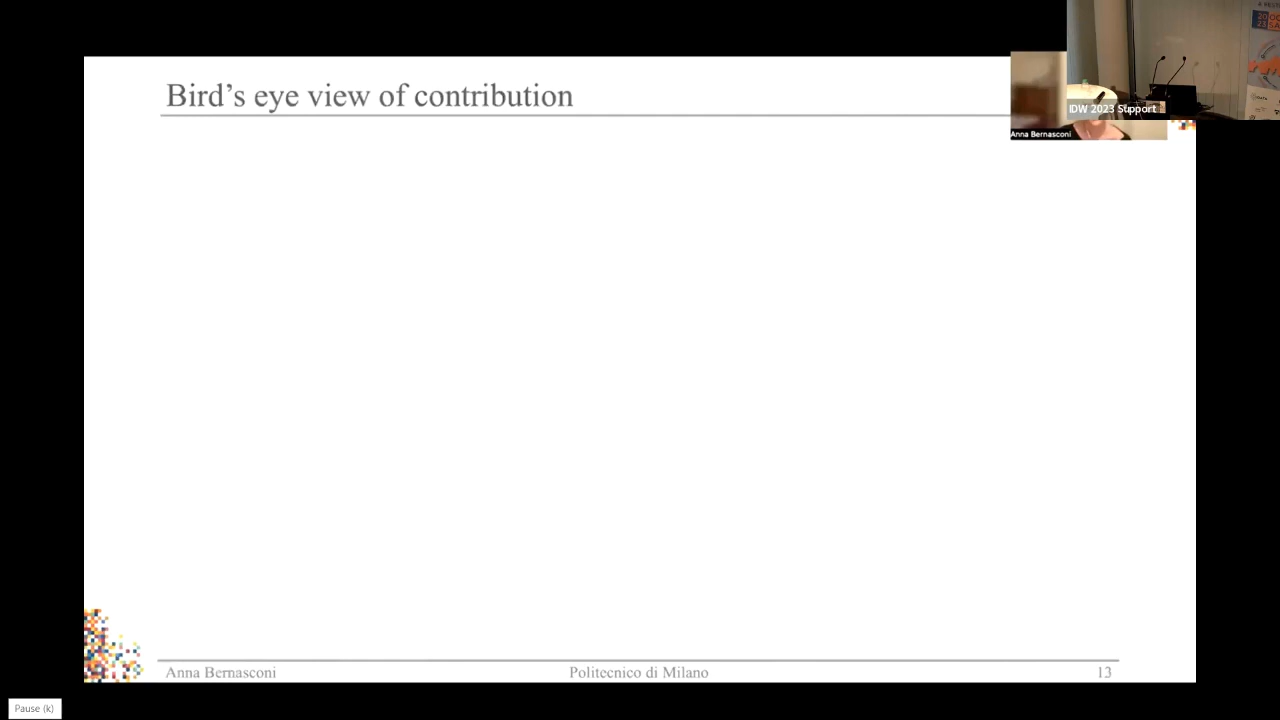 Bird's eye view of contribution
IDW 2023 Support
Anna Bernasconi
Anna Bernasconi
Politecnico di Milano
13
Pause (k)